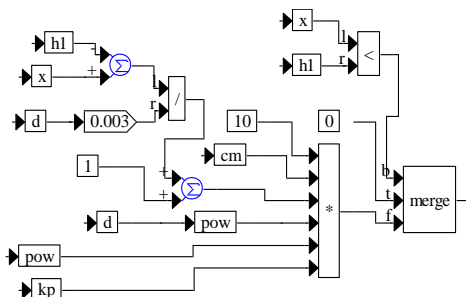 x
l
<
h1
r
h1
-
Σ
x
+
l
/
r
d
0.003
10
0
cm
+
1
Σ
+
b
*
t
merge
f
d
pow
pow
kp